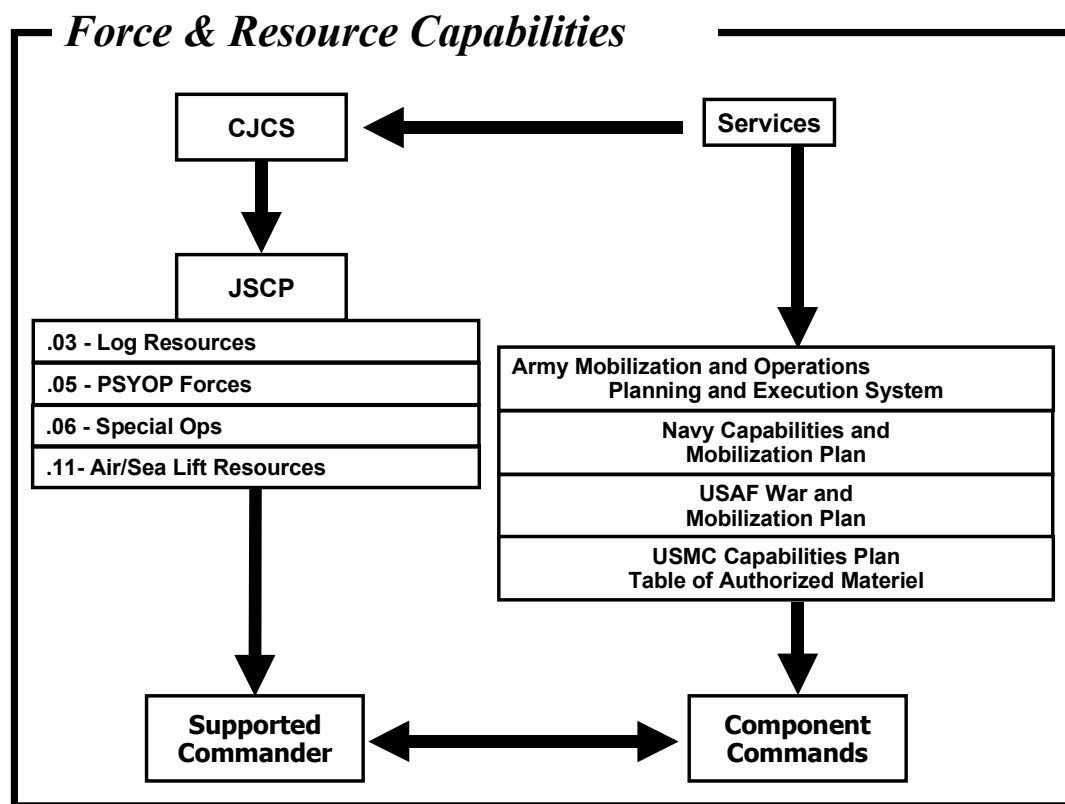 Force & Resource Capabilities
CJCS
Services
JSCP
.03 - Log Resources
.05 - PSYOP Forces
.06 - Special Ops
.11- Air/Sea Lift Resources
Army Mobilization and Operations
Planning and Execution System
Navy Capabilities and
Mobilization Plan
USAF War and
Mobilization Plan
USMC Capabilities Plan
Table of Authorized Materiel
Supported
Commander
Component
Commands